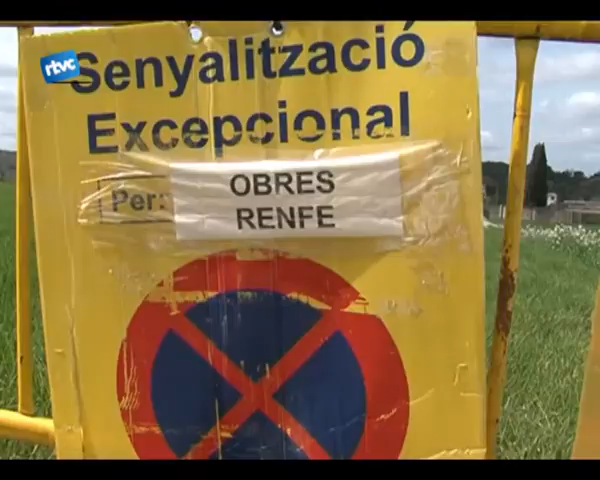 rtvc
Senyalització
Excepcional
Per: OBRES
RENFE